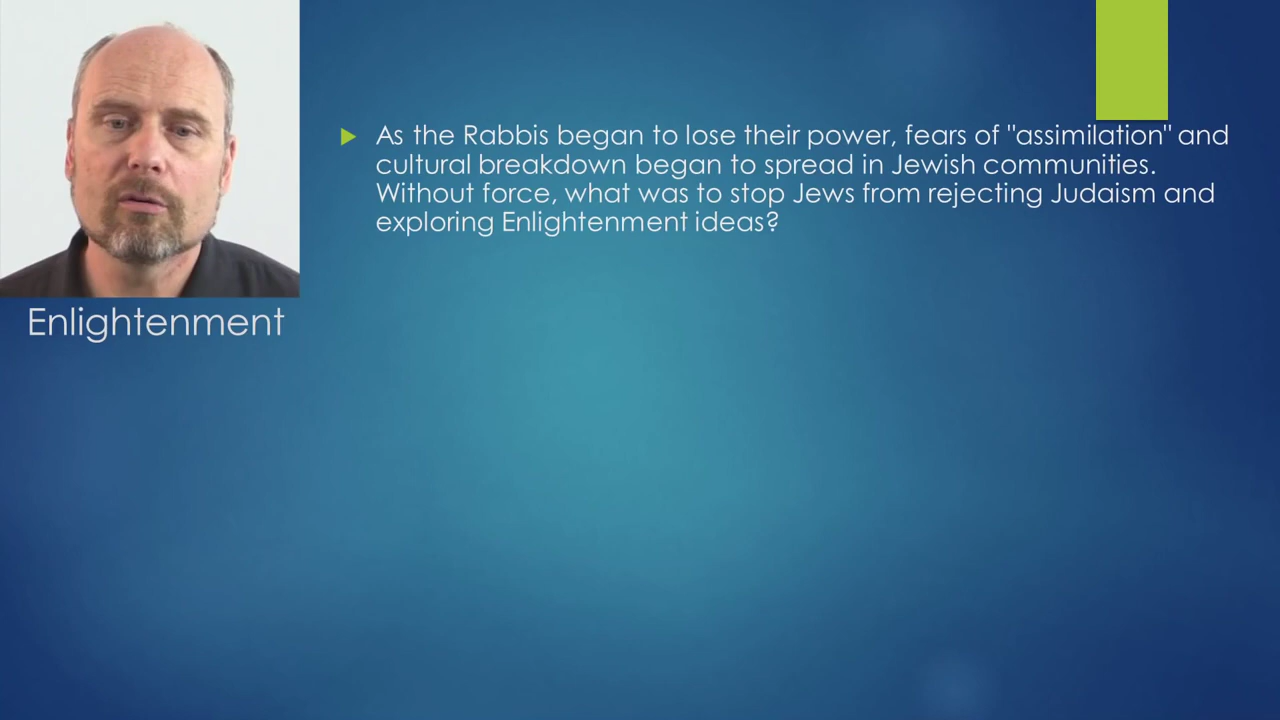 As the Rabbis began to lose their power, fears of "assimilation" and
cultural breakdown began to spread in Jewish communities.
Without force, what was to stop Jews from rejecting Judaism and
exploring Enlightenment ideas?
Enlightenment